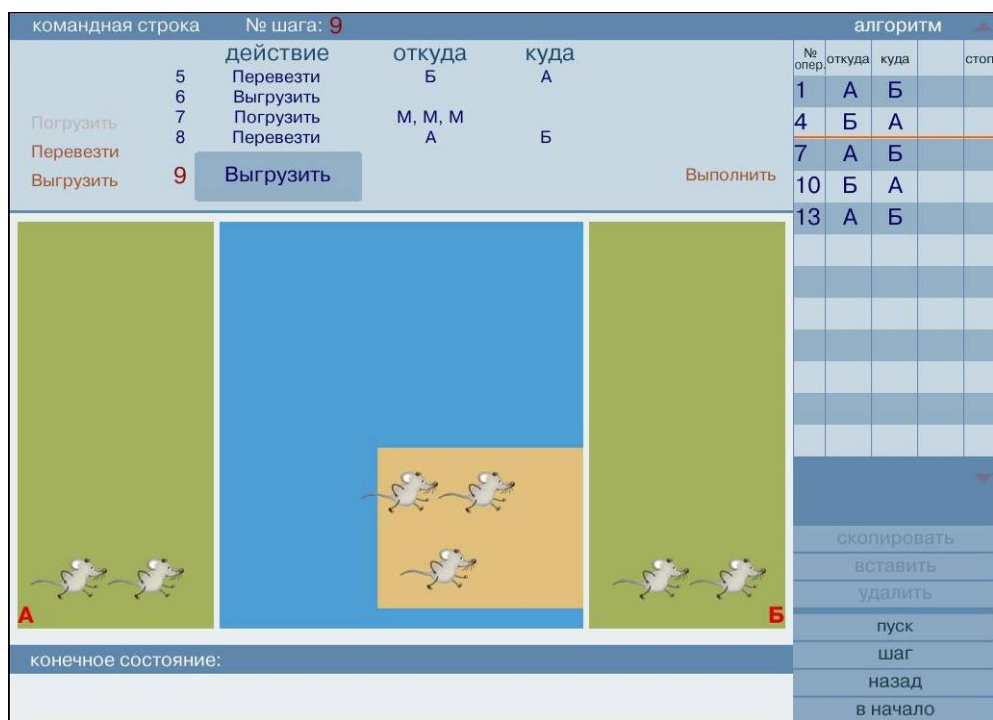 командная строка № шага: 9 алгоритм
действие откуда куда
5 Перевезти Б А
6 Выгрузить
7 Погрузить М, М, М
8 Перевезти А Б
Погрузить
Перевезти
Выгрузить
9 Выгрузить Выполнить
№ опер. откуда куда стоп
1 А Б
4 Б А
7 А Б
10 Б А
13 А Б
А Б
скопировать
вставить
удалить
пуск
шаг
назад
в начало
конечное состояние: